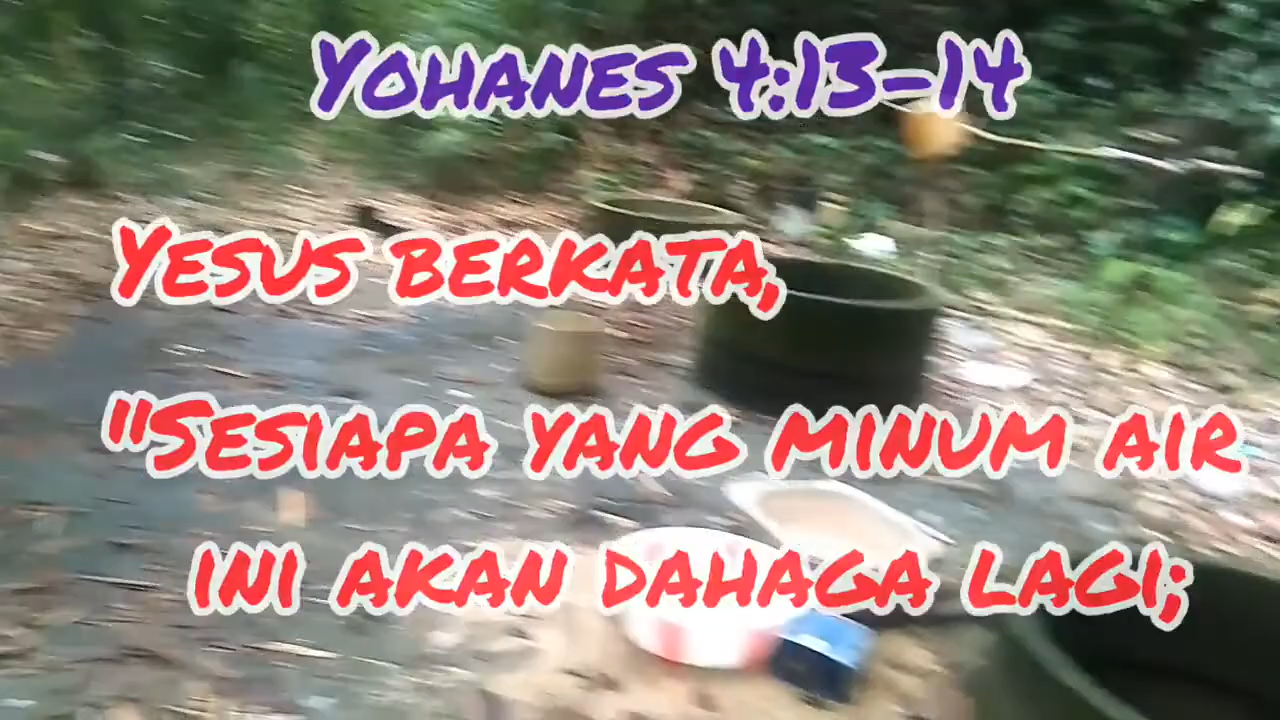 Yohanes 4:13-14
Yesus berkata,
"Sesiapa yang minum air
ini akan dahaga lagi;